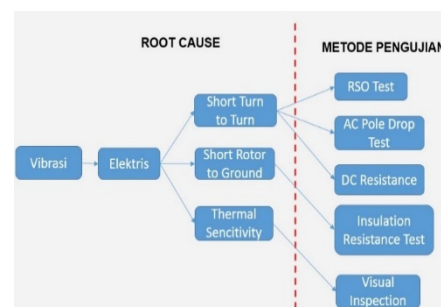 ROOT CAUSE
METODE PENGUJIAN
Vibrasi
Elektris
Short Turn
to Turn
Short Rotor
to Ground
Thermal
Sencitivity
RSO Test
AC Pole Drop
Test
DC Resistance
Insulation
Resistance Test
Visual
Inspection